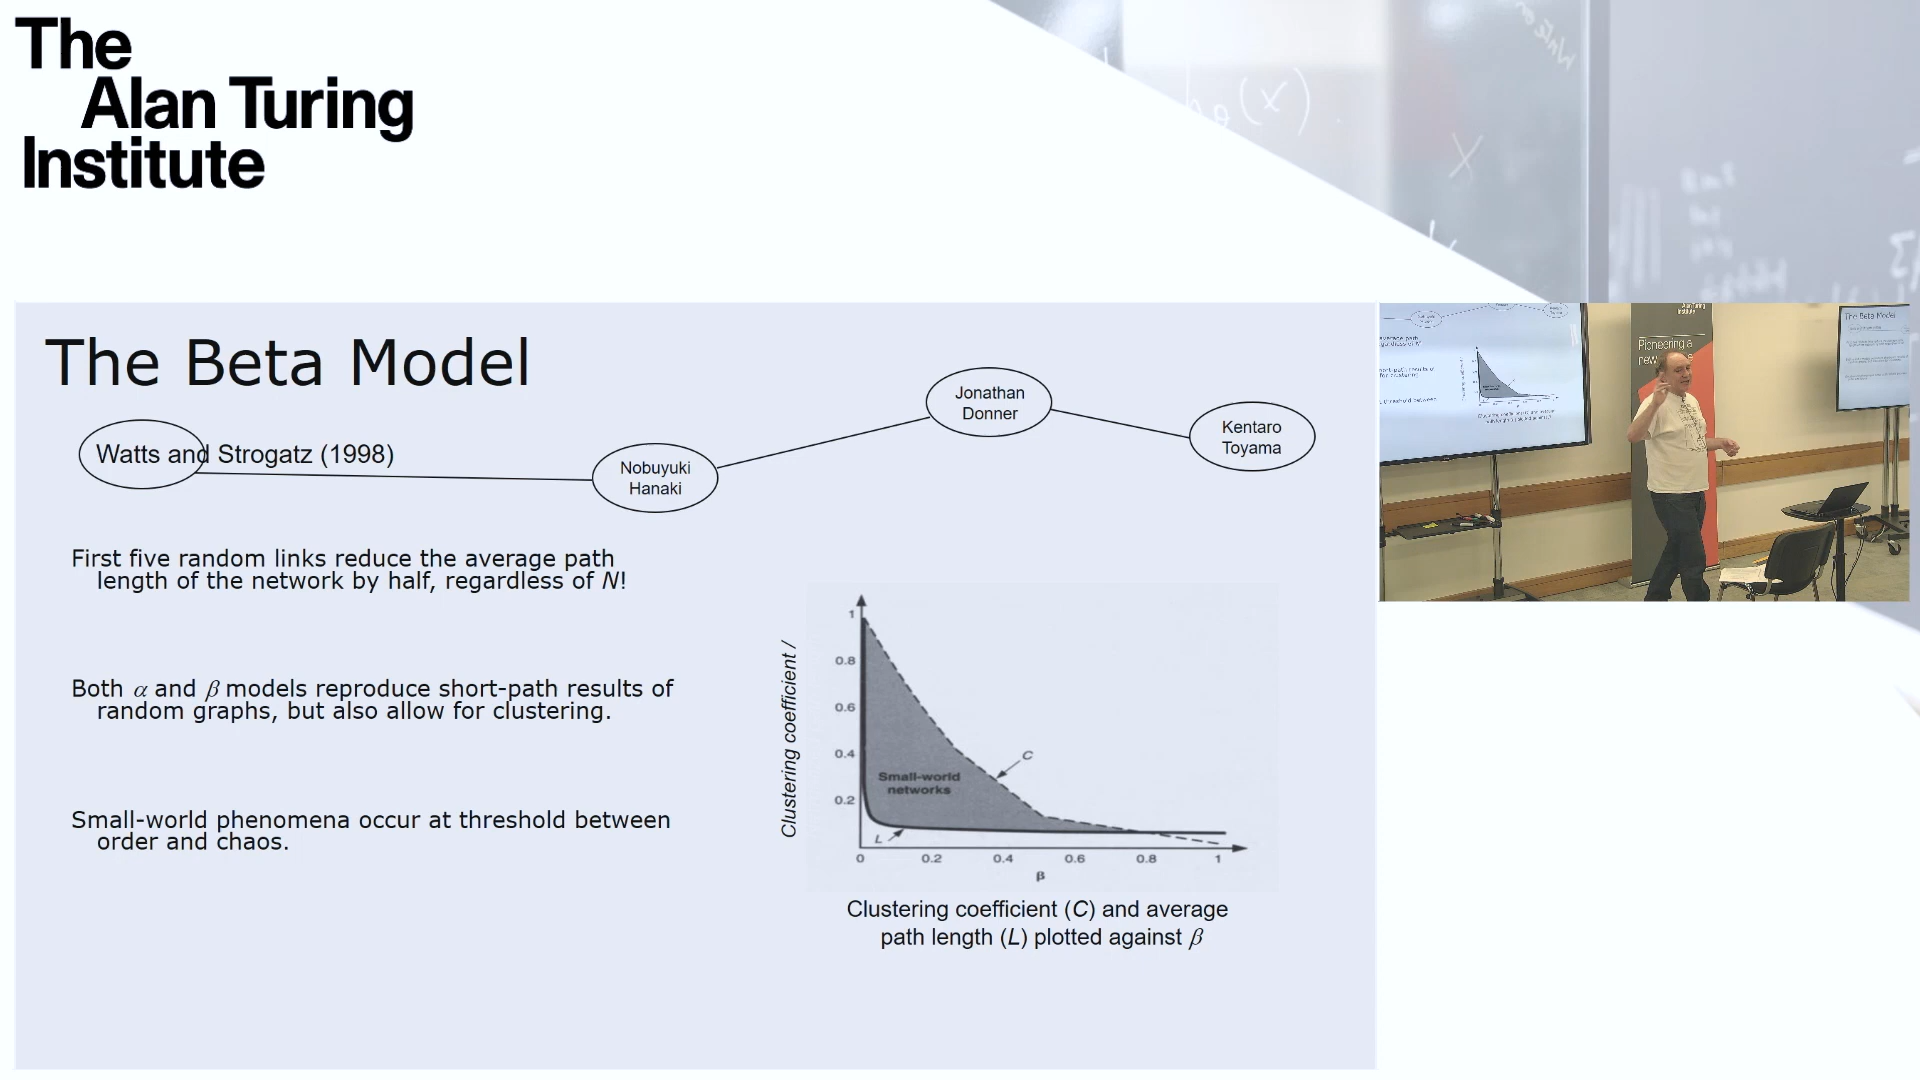 The
Alan Turing
Institute
The Beta Model
Watts and Strogatz (1998)
Nobuyuki
Hanaki
Jonathan
Donner
Kentaro
Toyama
First five random links reduce the average path
length of the network by half, regardless of N!
Both α and β models reproduce short-path results of
random graphs, but also allow for clustering.
Small-world phenomena occur at threshold between
order and chaos.
Clustering coefficient /
1
0.8
0.6
0.4
0.2
C
Small-world
networks
L
0 0.2 0.4 0.6 0.8 1
β
Clustering coefficient (C) and average
path length (L) plotted against β
Pioneering a
The Beta Model